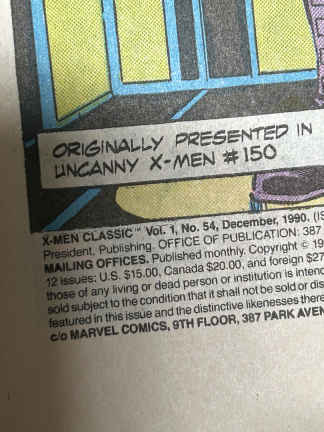 ORIGINALLY PRESENTED IN
UNCANNY X-MEN #150
X-MEN CLASSIC™ Vol. 1, No. 54, December, 1990. (IS
President, Publishing. OFFICE OF PUBLICATION: 387
MAILING OFFICES. Published monthly. Copyright © 19
12 issues: U.S. $15.00, Canada $20.00, and foreign $27
those of any living or dead person or institution is intend
sold subject to the condition that it shall not be sold or dis
featured in this issue and the distinctive likenesses there
c/o MARVEL COMICS, 9TH FLOOR, 387 PARK AVEN